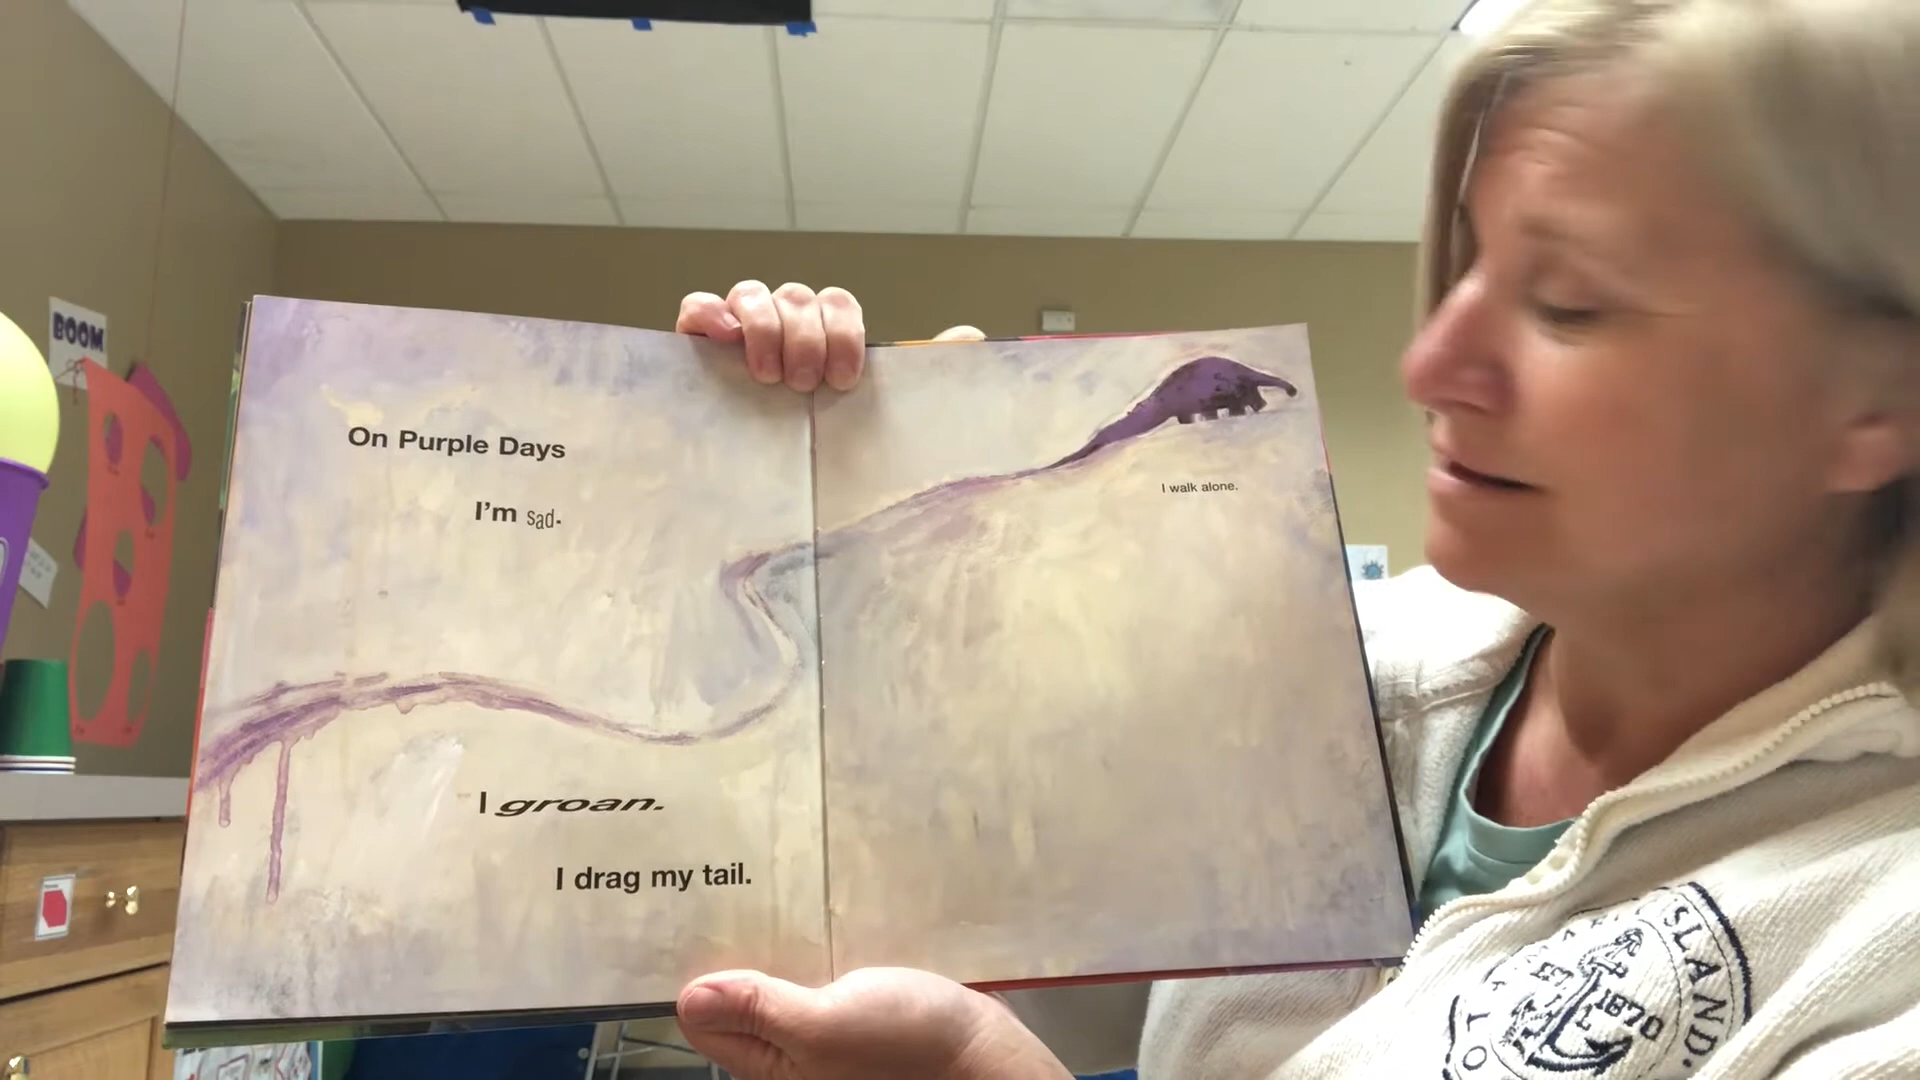 BOOM
On Purple Days
I'm sad.
I groan.
I drag my tail.
I walk alone.
ISLAND.
1870